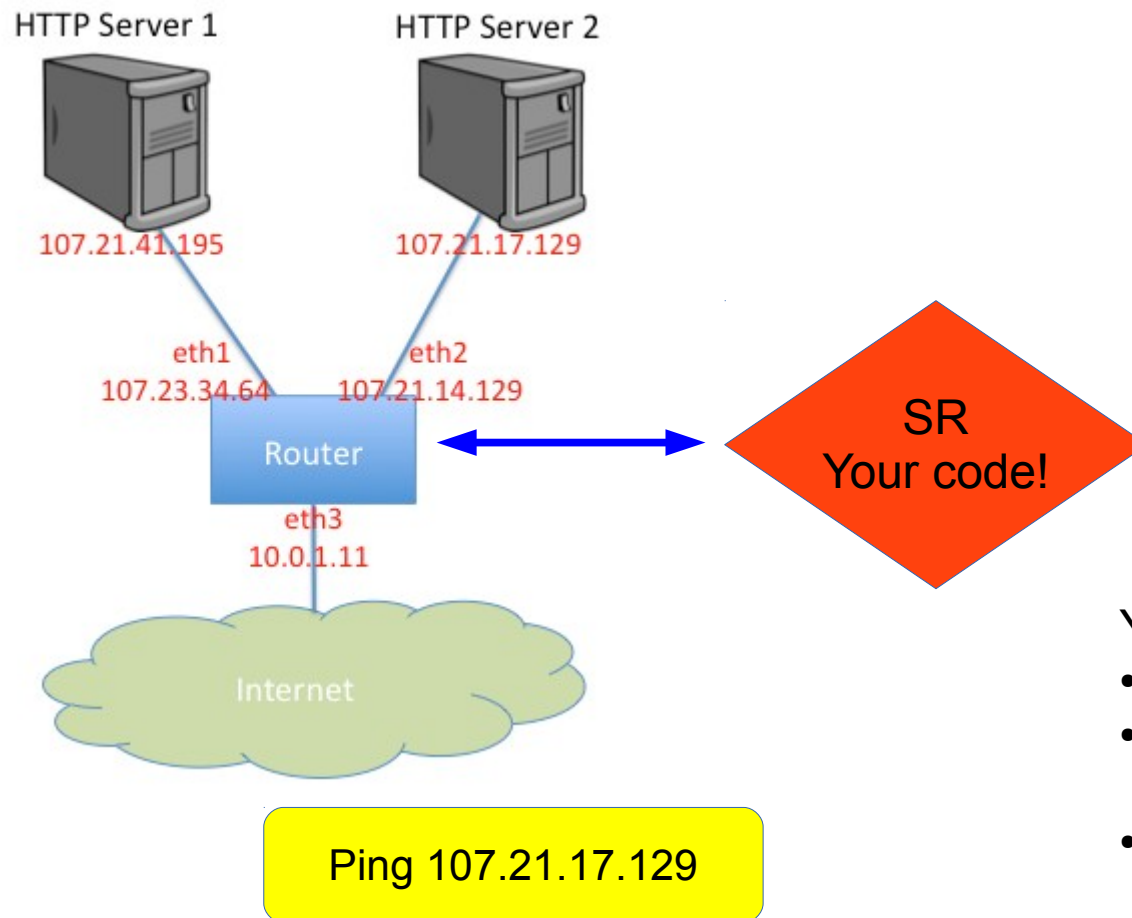 HTTP Server 1
HTTP Server 2
107.21.41.195
107.21.17.129
eth1
107.23.34.64
eth2
107.21.14.129
Router
SR
Your code!
eth3
10.0.1.11
Internet
Ping 107.21.17.129